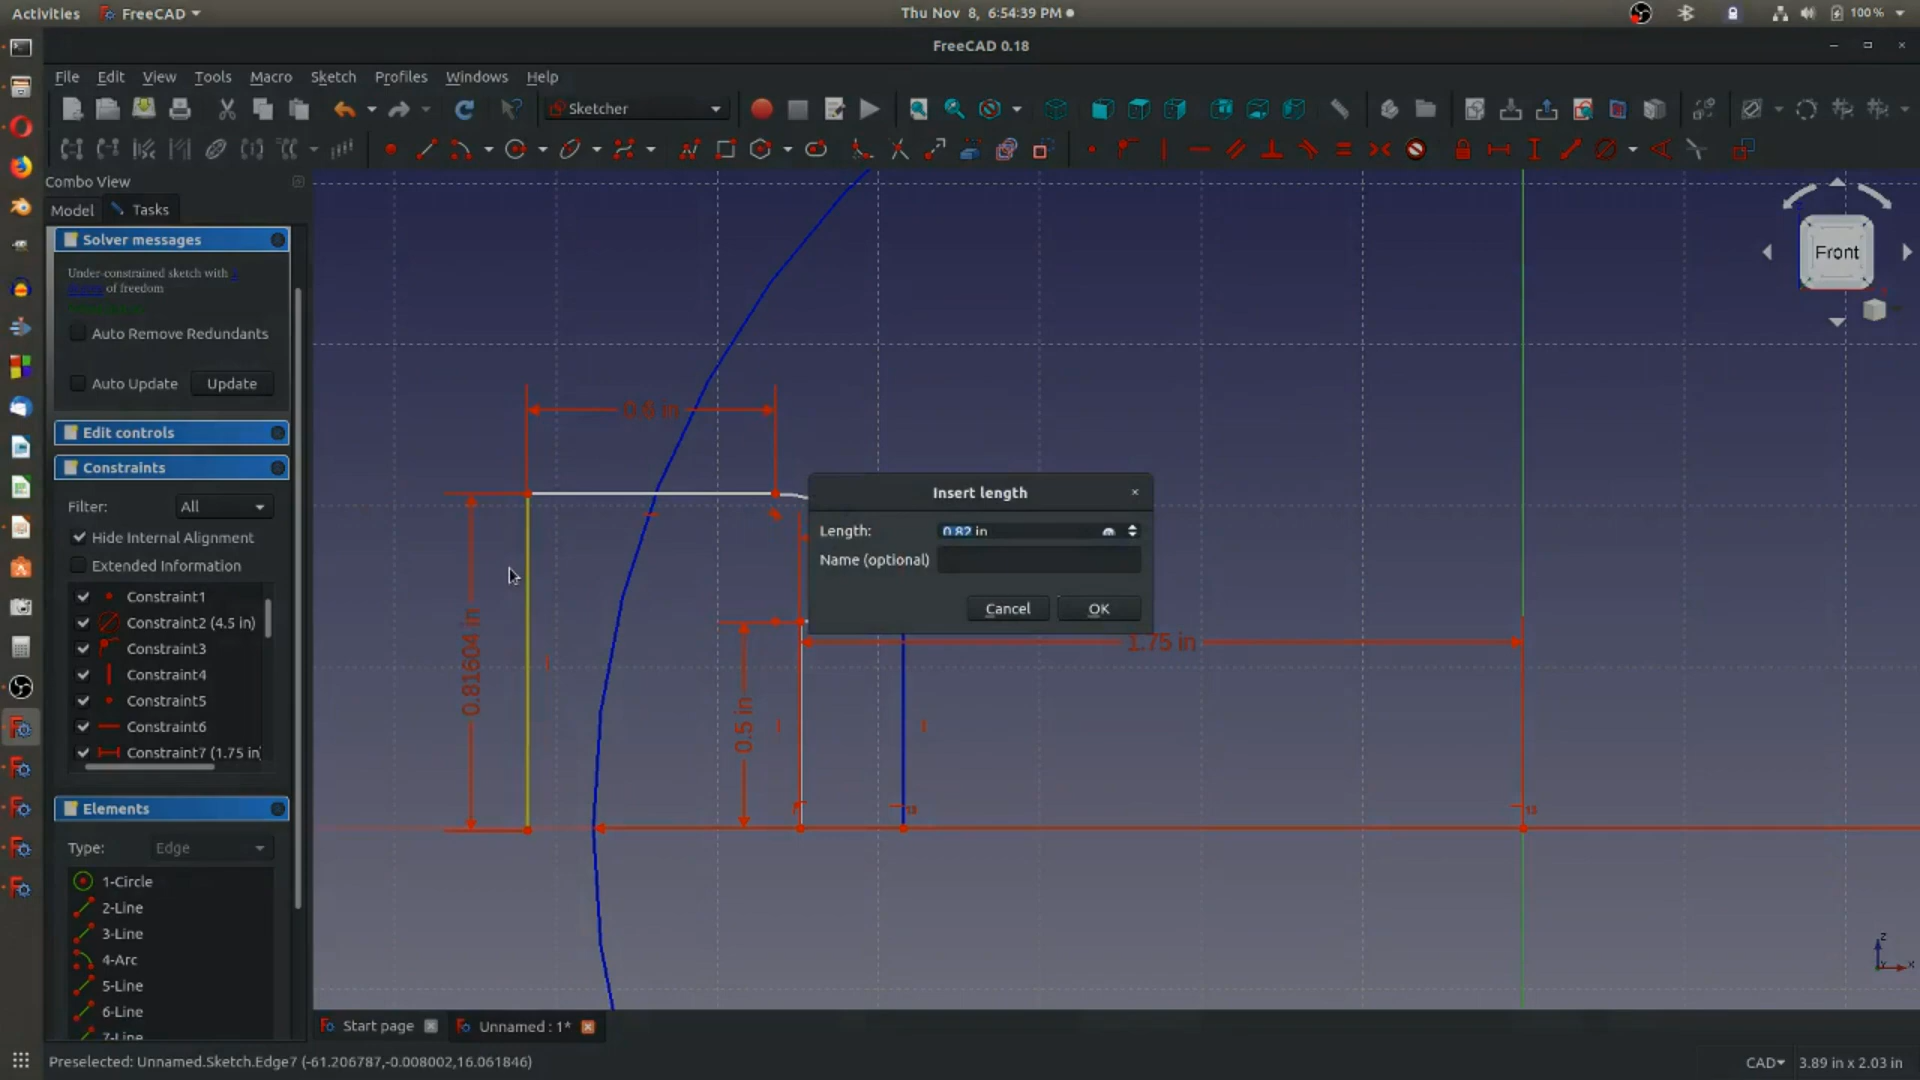 Activities
FreeCAD
Thu Nov 8, 6:54:39 PM
100%
FreeCAD 0.18
File Edit View Tools Macro Sketch Profiles Windows Help
Sketcher
Combo View
Model
Tasks
Solver messages
Under-constrained sketch with
of freedom
Auto Remove Redundants
Auto Update
Update
Edit controls
Constraints
Filter:
All
Hide Internal Alignment
Extended Information
Constraint1
Constraint2 (4.5 in)
Constraint3
Constraint4
Constraint5
Constraint6
Constraint7 (1.75 in)
Elements
Type:
Edge
1-Circle
2-Line
3-Line
4-Arc
5-Line
6-Line
7-Line
0.6 in
0.81604 in
0.5 in
1.75 in
13
13
Insert length
Length:
0.82 in
Name (optional)
Cancel
OK
Front
Z
X
Start page
Unnamed : 1*
Preselected: Unnamed.Sketch.Edge7 (-61.206787,-0.008002,16.061846)
CAD
3.89 in x 2.03 in